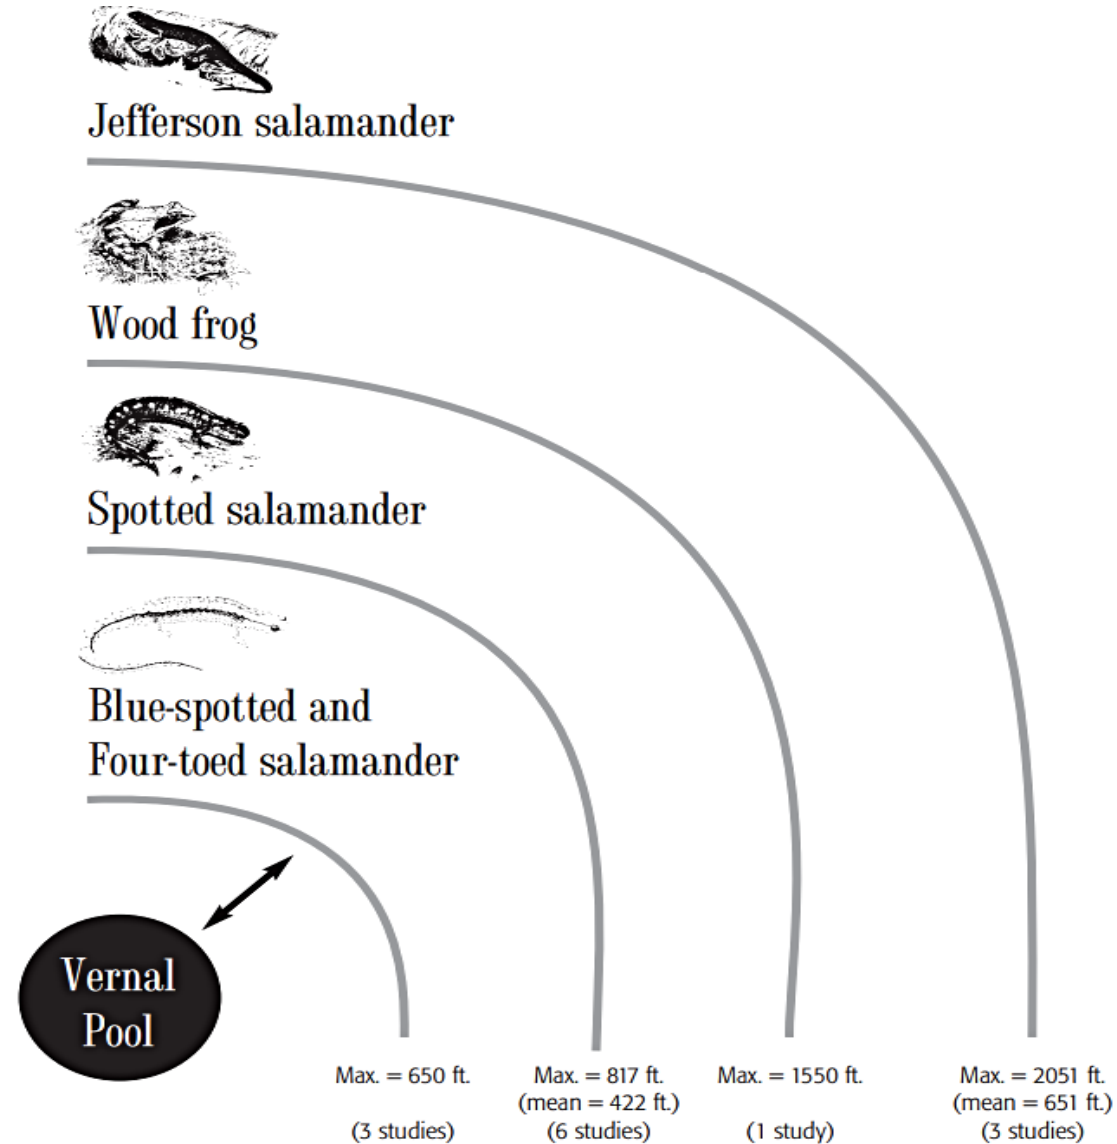 Jefferson salamander
Wood frog
Spotted salamander
Blue-spotted and
Four-toed salamander
Vernal
Pool
Max. = 650 ft.
(3 studies)
Max. = 817 ft.
(mean = 422 ft.)
(6 studies)
Max. = 1550 ft.
(1 study)
Max. = 2051 ft.
(mean = 651 ft.)
(3 studies)